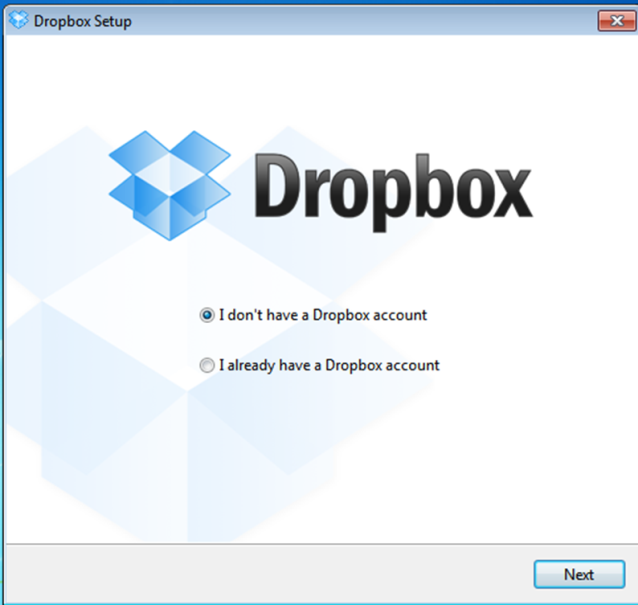 Dropbox Setup
Dropbox
I don't have a Dropbox account
I already have a Dropbox account
Next